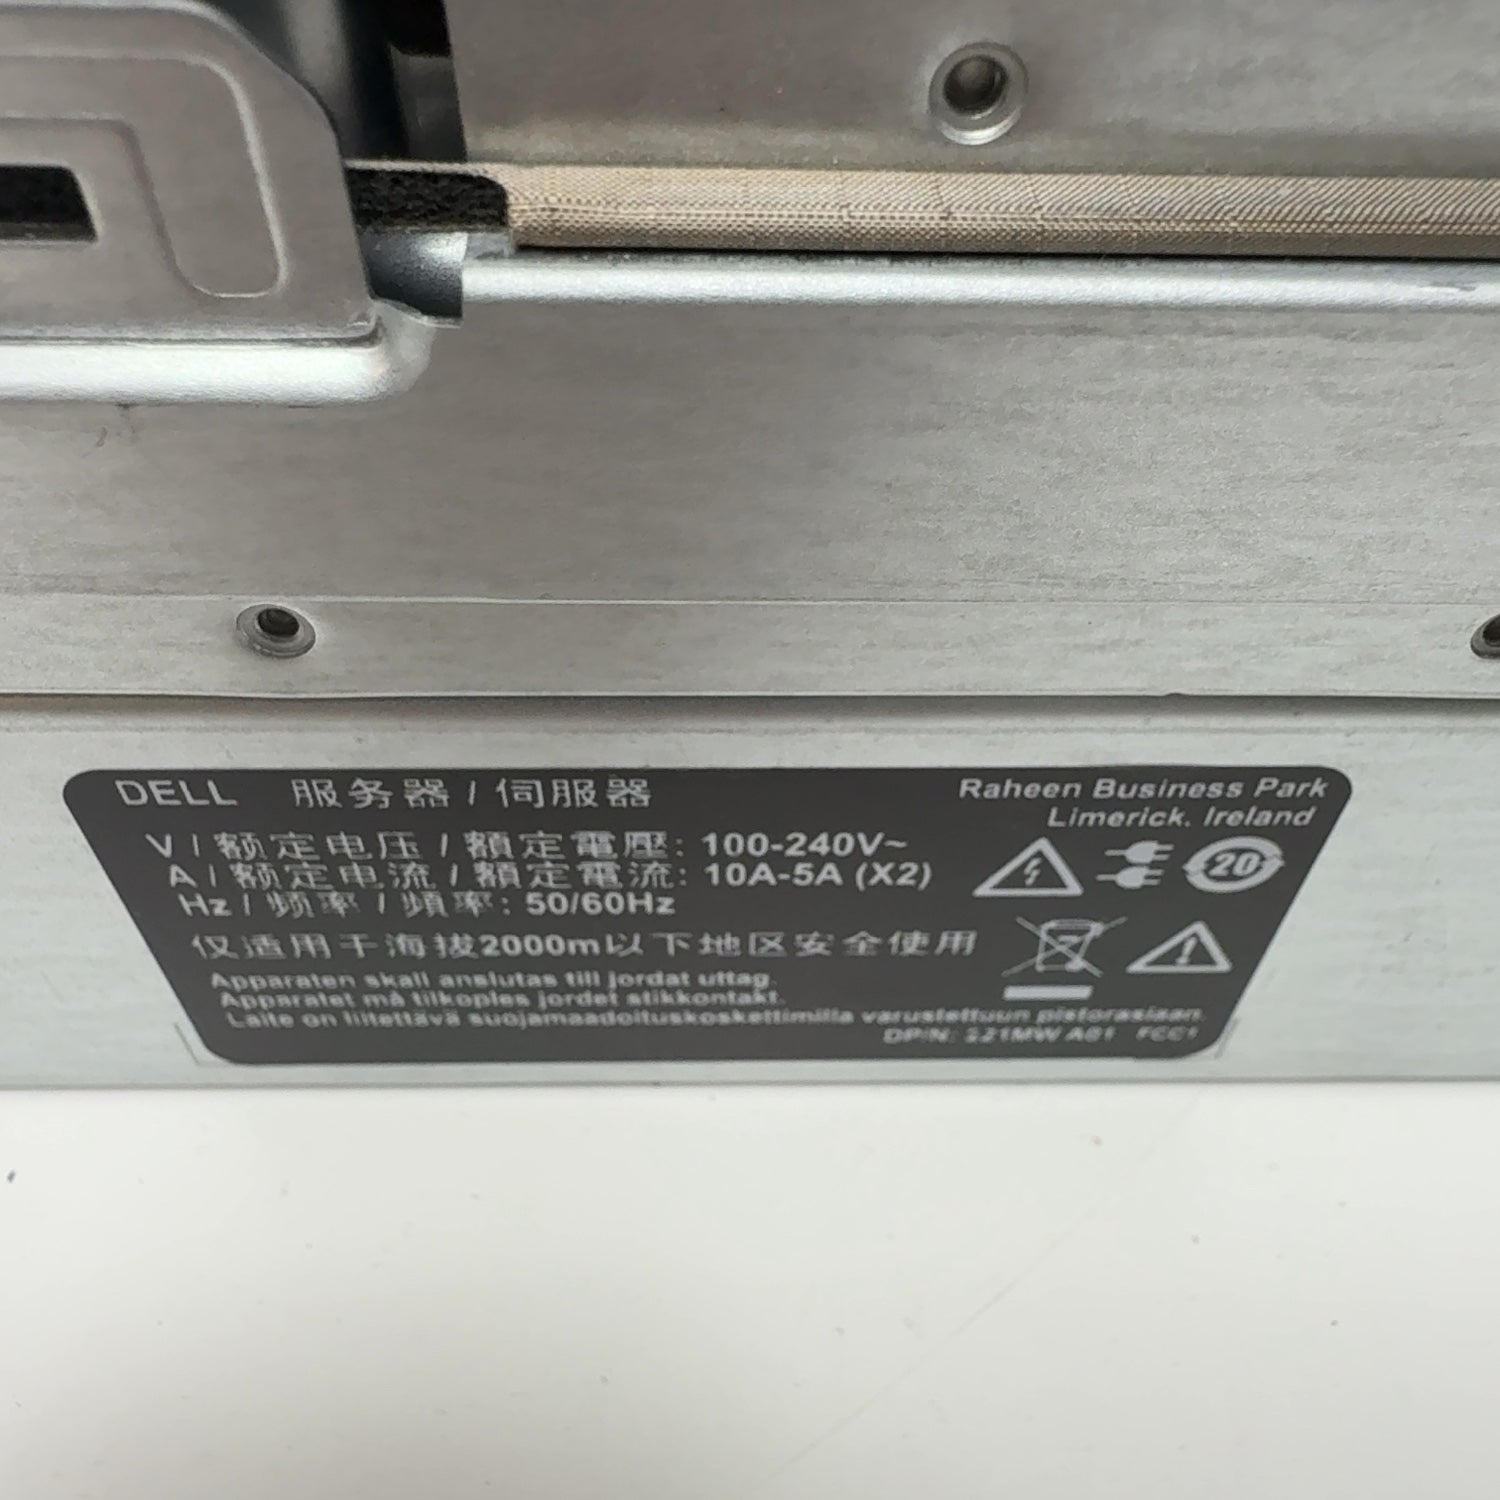 DELL 服务器 / 伺服器
Raheen Business Park
Limerick, Ireland
V / 额定电压 / 額定電壓: 100-240V~
A / 额定电流 / 額定電流: 10A-5A (X2)
Hz / 频率 / 頻率: 50/60Hz
20
仅适用于海拔2000m以下地区安全使用
Apparaten skall anslutas till jordat uttag.
Apparatet må tilkoples jordet stikkontakt.
Laite on liitettävä suojamaadoituskoskettimilla varustettuun pistorasiaan.
DP/N: 221MW A01 FCC1